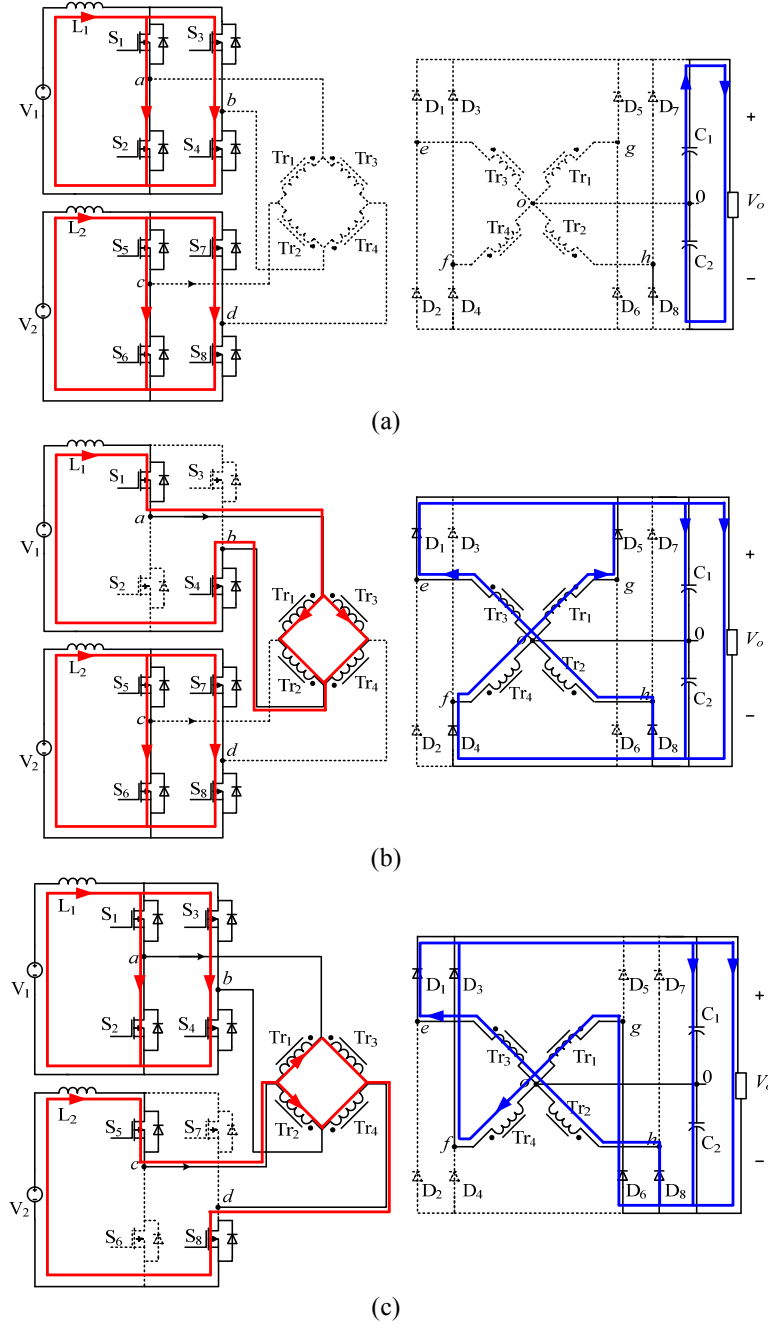 L1
S1 S3
a
b
V1
S2 S4
Tr1 Tr3
L2
S5 S7
Tr2 Tr4
c
d
V2
S6 S8
D1 D3 D5 D7
C1 +
e g
Tr3 Tr1
o 0 Vo
Tr4 Tr2
f h C2
D2 D4 D6 D8 −
(a)
L1
S1 S3
a
b
V1
S2 S4
Tr1 Tr3
L2
S5 S7
Tr2 Tr4
c
d
V2
S6 S8
D1 D3 D5 D7 +
C1
e g
Tr3 Tr1
o 0 Vo
Tr2
Tr4
f h C2
−
D2 D4 D6 D8
(b)
L1
S1 S3
a
b
V1
S2 S4
Tr1 Tr3
L2
S5 S7
Tr2 Tr4
c
d
V2
S6 S8
D1 D3 D5 D7 +
C1
e g
Tr3 Tr1
o 0 Vo
Tr2
Tr4
f h C2
−
D2 D4 D6 D8
(c)